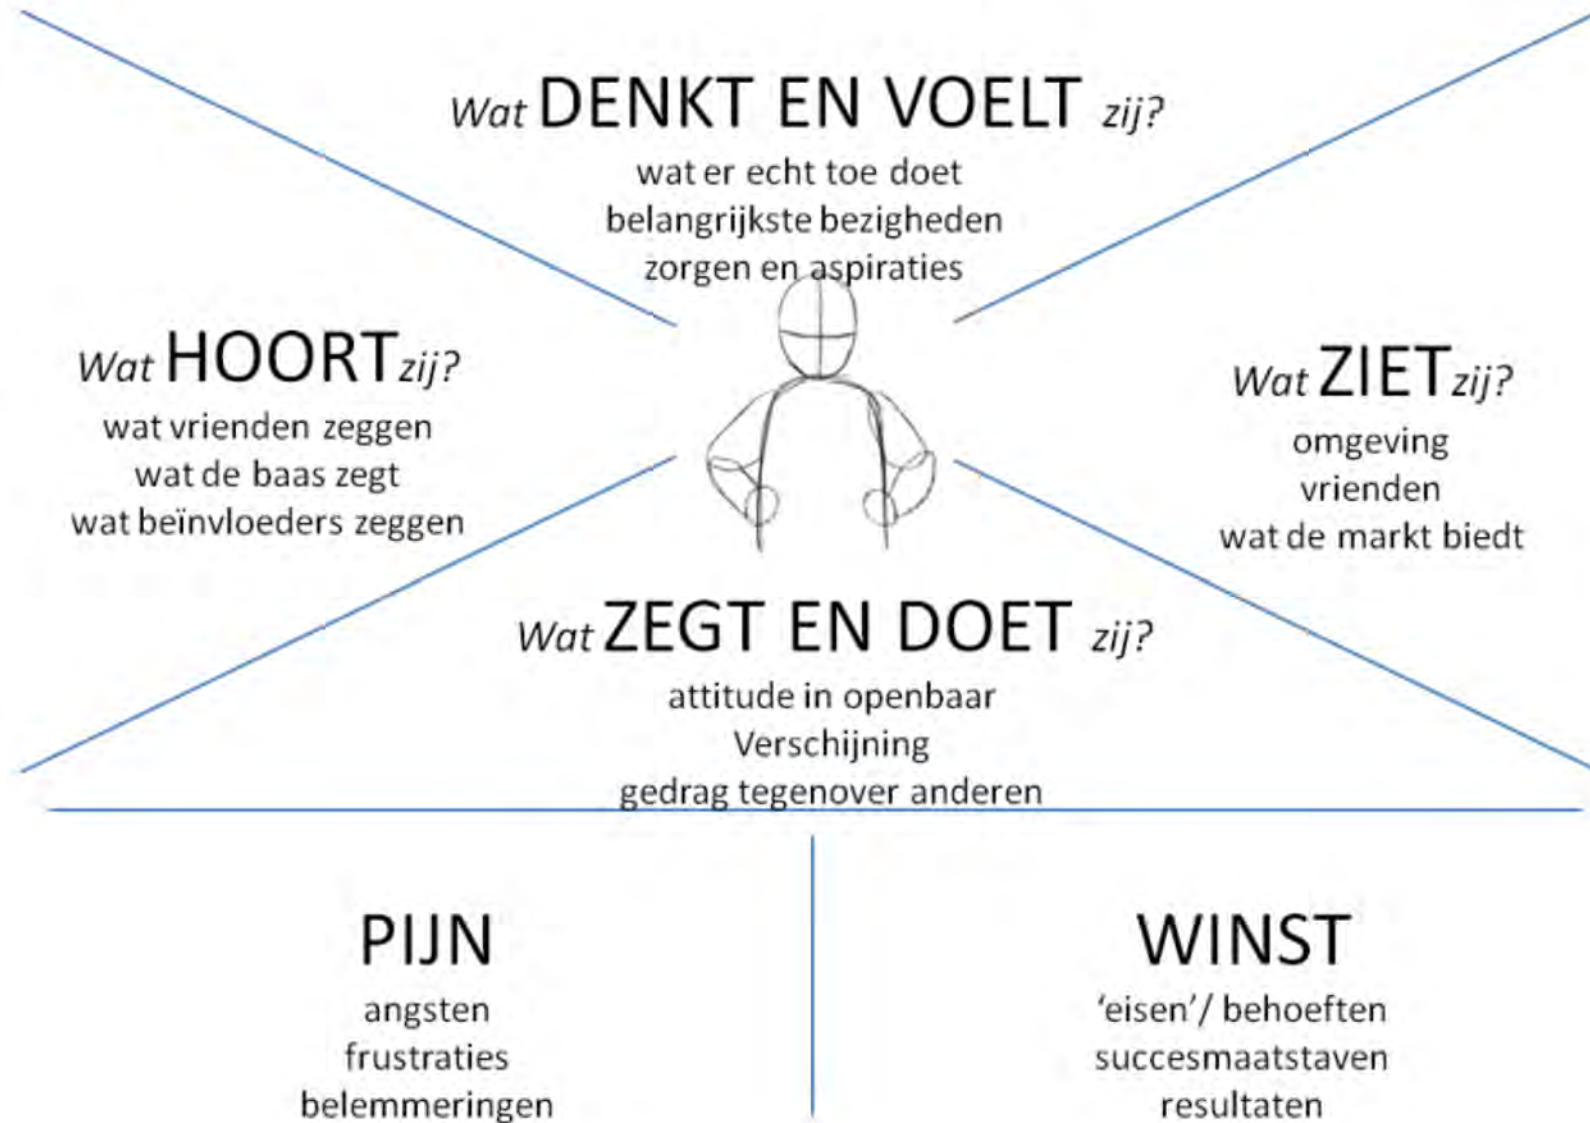 Wat DENKT EN VOELT zij?
wat er echt toe doet
belangrijkste bezigheden
zorgen en aspiraties
Wat HOORT zij?
wat vrienden zeggen
wat de baas zegt
wat beïnvloeders zeggen
Wat ZIET zij?
omgeving
vrienden
wat de markt biedt
Wat ZEGT EN DOET zij?
attitude in openbaar
Verschijning
gedrag tegenover anderen
PIJN
angsten
frustraties
belemmeringen
WINST
‘eisen’/ behoeften
succesmaatstaven
resultaten